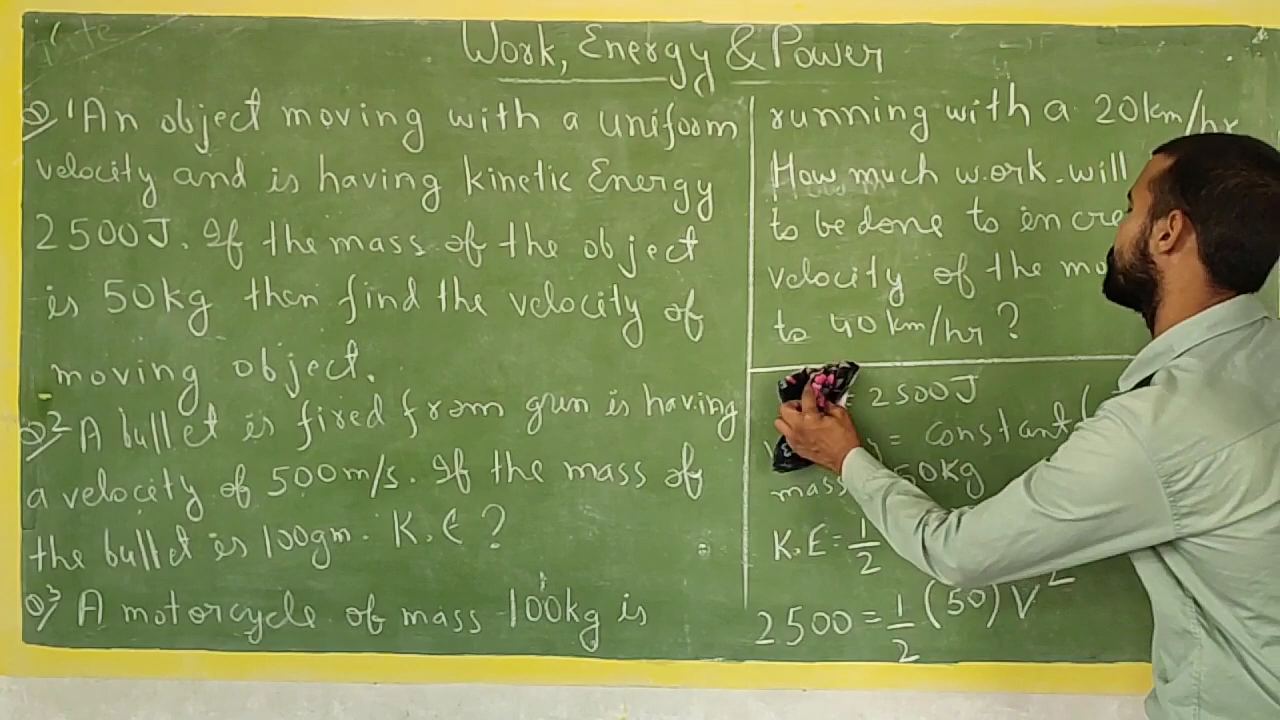 Work, Energy & Power
Q1 An object moving with a uniform
velocity and is having kinetic Energy
2500J. If the mass of the object
is 50kg then find the velocity of
moving object.
Q2 A bullet is fired from gun is having
a velocity of 500m/s. If the mass of
the bullet is 100gm. K.E?
Q3 A motorcycle of mass 100kg is
running with a 20km/hr
How much work will
to be done to encre
velocity of the mo
to 40km/hr?
= 2500J
= constant
mass 50kg
K.E = 1/2
2500 = 1/2 (50) V²